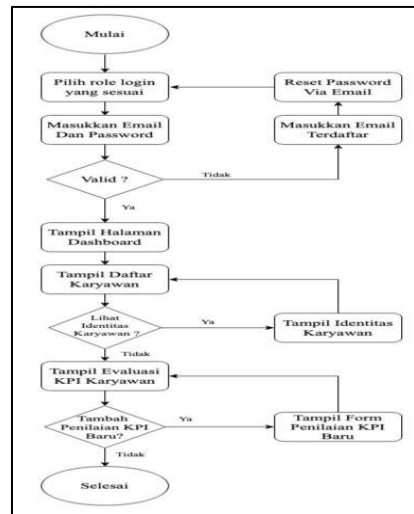 Mulai
Pilih role login
yang sesuai
Reset Password
Via Email
Masukkan Email
Dan Password
Masukkan Email
Terdaftar
Valid ?
Tidak
Ya
Tampil Halaman
Dashboard
Tampil Daftar
Karyawan
Lihat
Identitas
Karyawan ?
Ya
Tampil Identitas
Karyawan
Tidak
Tampil Evaluasi
KPI Karyawan
Tambah
Penilaian KPI
Baru?
Ya
Tampil Form
Penilaian KPI
Baru
Tidak
Selesai